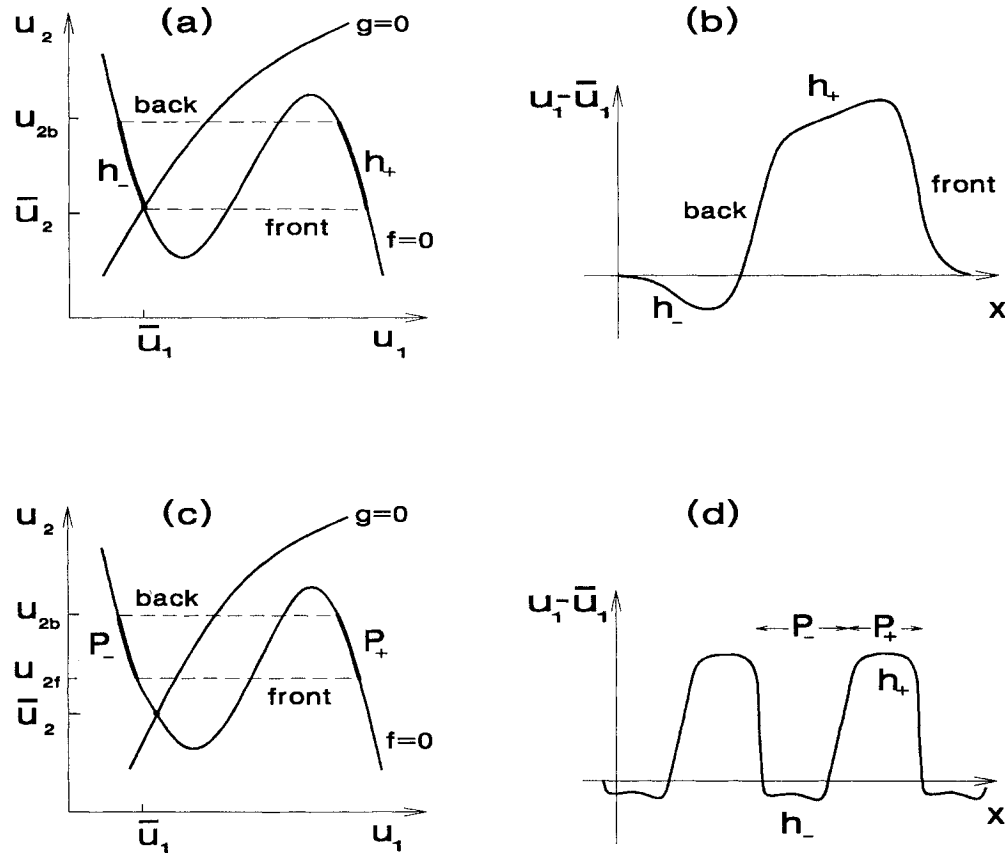 (a)
u₂
g=0
u₂b
back
h₋
h₊
ū₂
front
f=0
ū₁
u₁
(b)
u₁-ū₁
h₊
back
front
h₋
x
(c)
u₂
g=0
u₂b
back
P₋
P₊
u₂f
ū₂
front
f=0
ū₁
u₁
(d)
u₁-ū₁
P₋
P₊
h₊
h₋
x